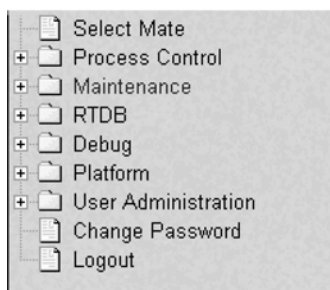 Select Mate
Process Control
Maintenance
RTDB
Debug
Platform
User Administration
Change Password
Logout